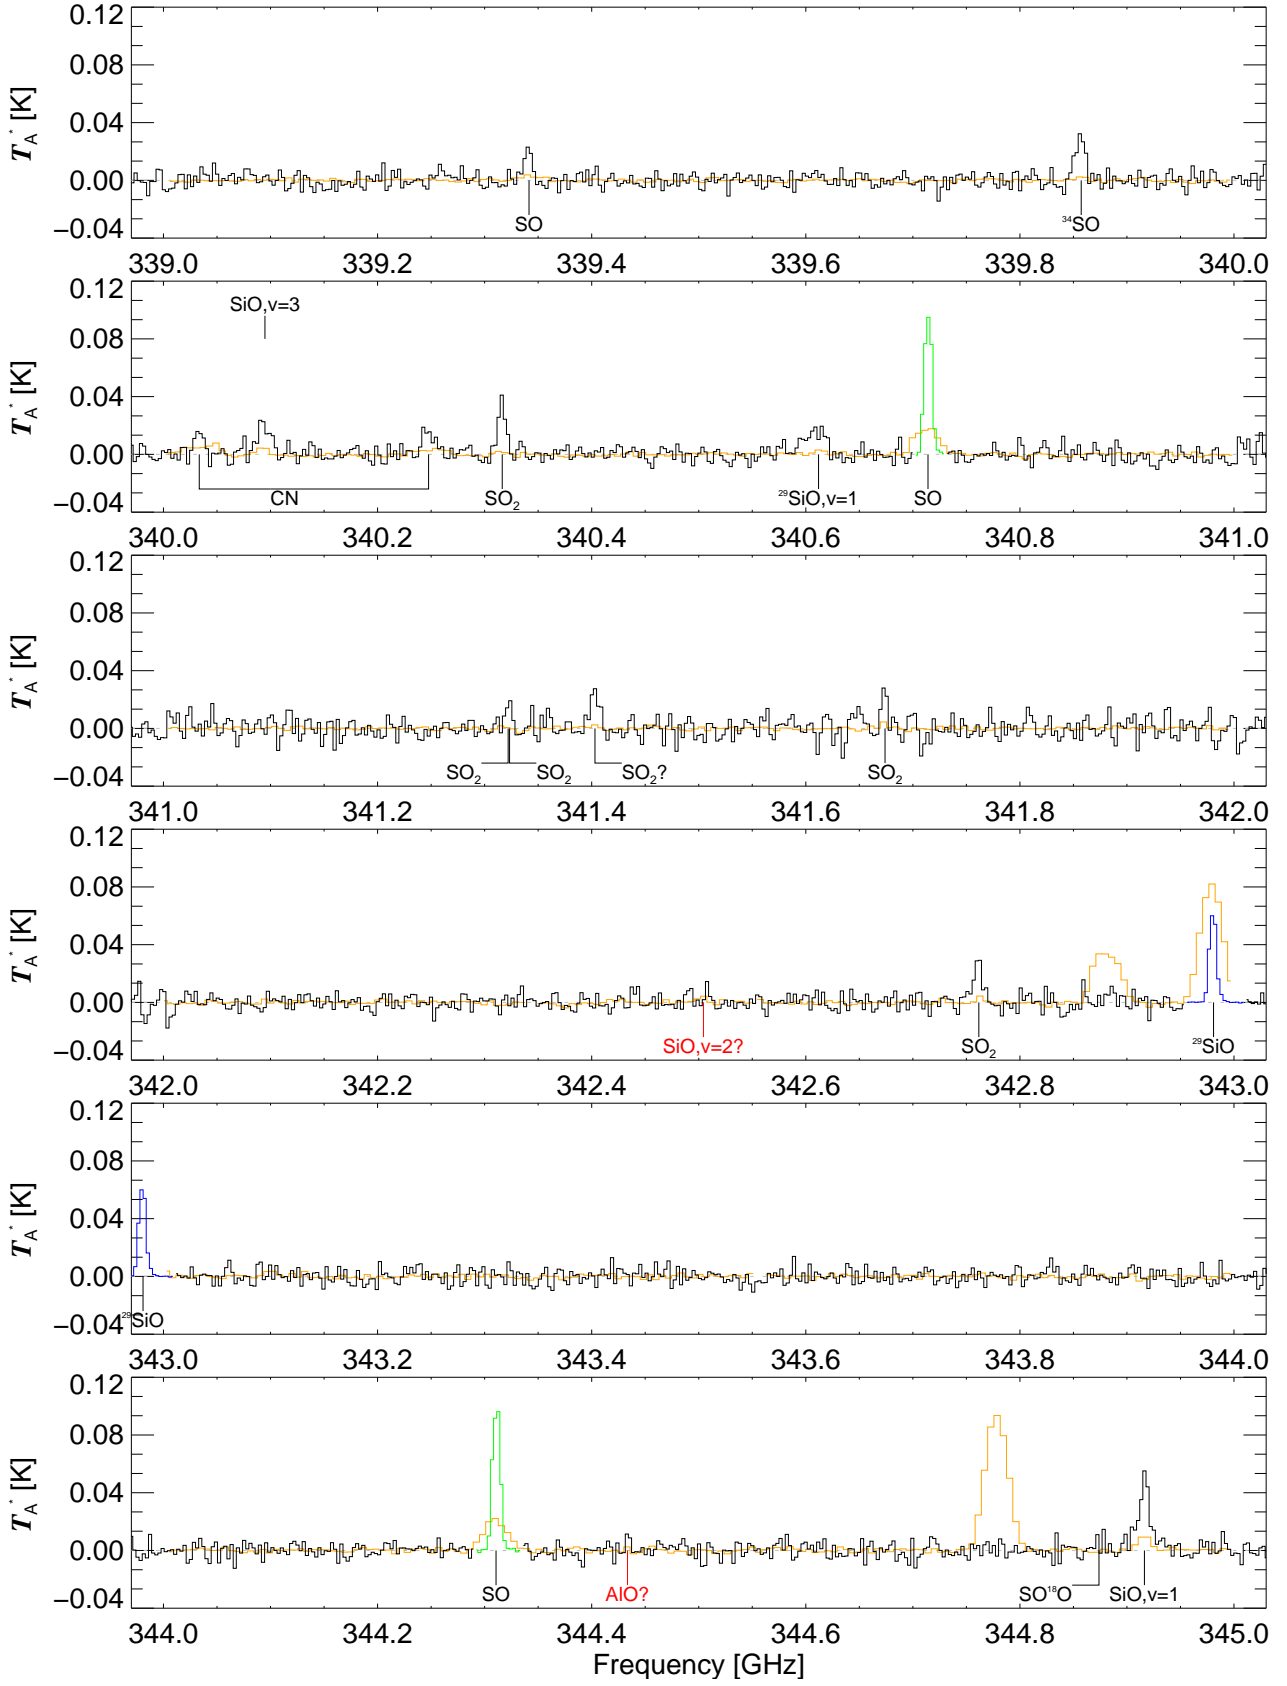 0.12
0.08
0.04
0.00
−0.04
T_A^* [K]
SO
³⁴SO
339.0 339.2 339.4 339.6 339.8 340.0
0.12
0.08
0.04
0.00
−0.04
T_A^* [K]
SiO,v=3
CN
SO₂
²⁹SiO,v=1
SO
340.0 340.2 340.4 340.6 340.8 341.0
0.12
0.08
0.04
0.00
−0.04
T_A^* [K]
SO₂ SO₂ SO₂? SO₂
341.0 341.2 341.4 341.6 341.8 342.0
0.12
0.08
0.04
0.00
−0.04
T_A^* [K]
SiO,v=2? SO₂ ²⁹SiO
342.0 342.2 342.4 342.6 342.8 343.0
0.12
0.08
0.04
0.00
−0.04
T_A^* [K]
²⁹SiO
343.0 343.2 343.4 343.6 343.8 344.0
0.12
0.08
0.04
0.00
−0.04
T_A^* [K]
SO AlO? SO¹⁸O SiO,v=1
344.0 344.2 344.4 344.6 344.8 345.0
Frequency [GHz]